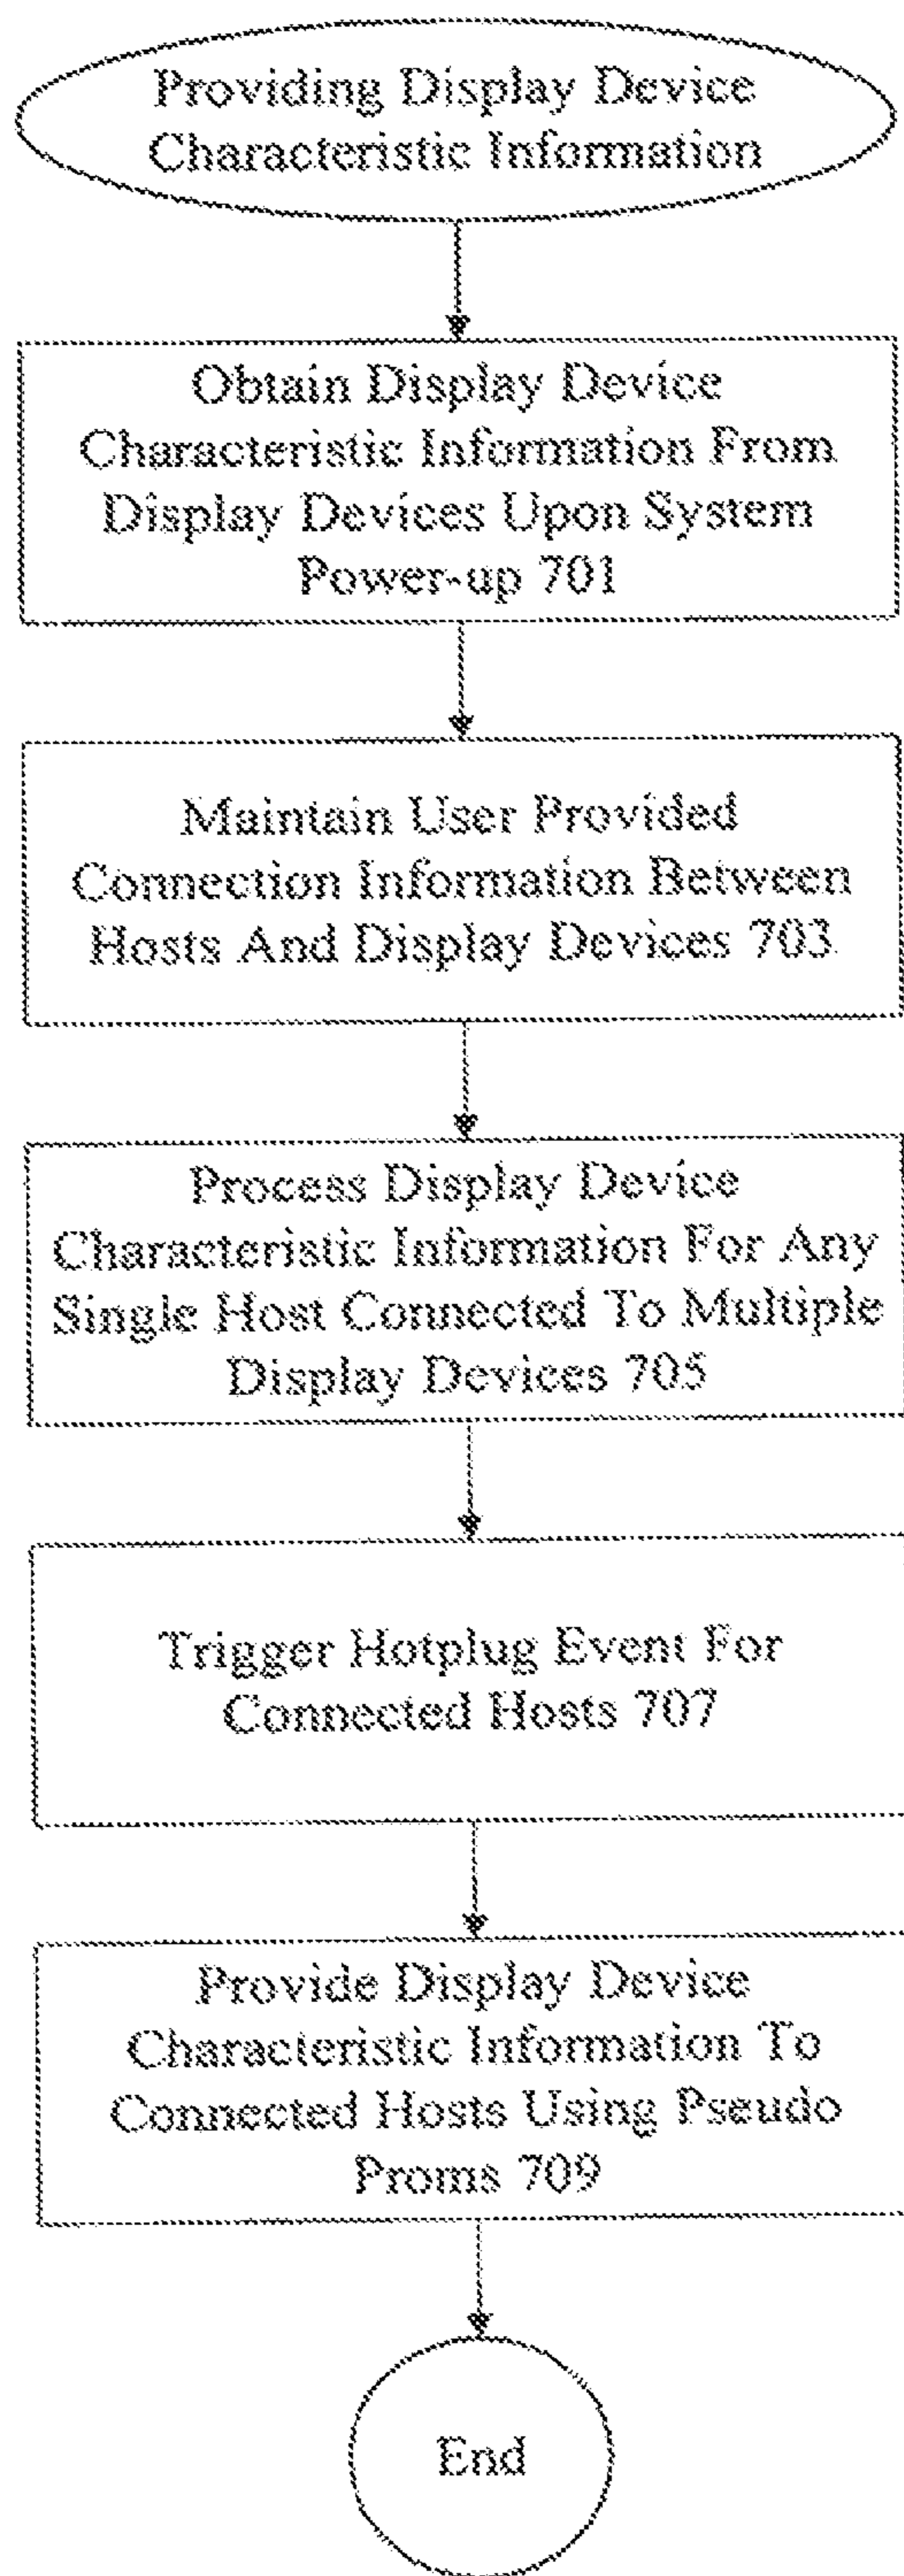 Providing Display Device
Characteristic Information
Obtain Display Device
Characteristic Information From
Display Devices Upon System
Power-up 701
Maintain User Provided
Connection Information Between
Hosts And Display Devices 703
Process Display Device
Characteristic Information For Any
Single Host Connected To Multiple
Display Devices 705
Trigger Hotplug Event For
Connected Hosts 707
Provide Display Device
Characteristic Information To
Connected Hosts Using Pseudo
Proms 709
End